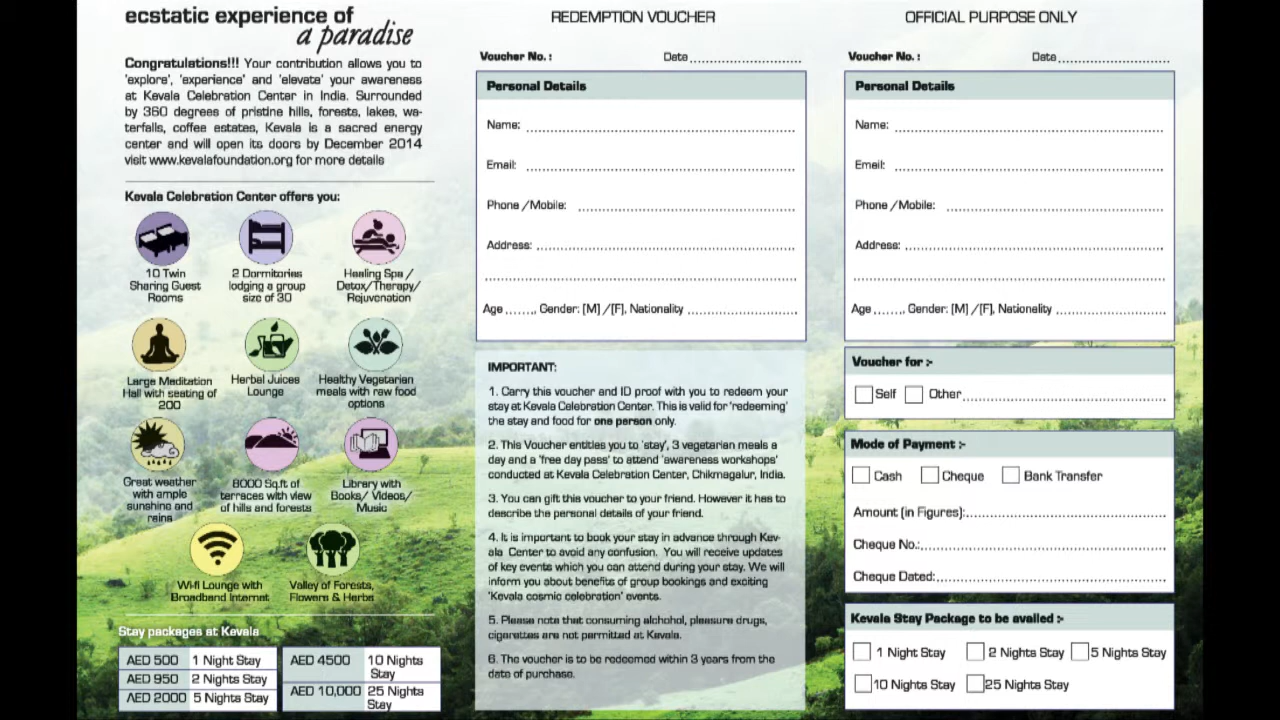 ecstatic experience of
a paradise
Congratulations!!! Your contribution allows you to
'explore', 'experience' and 'elevate' your awareness
at Kevala Celebration Center in India. Surrounded
by 360 degrees of pristine hills, forests, lakes, wa-
terfalls, coffee estates, Kevala is a sacred energy
center and will open its doors by December 2014
visit www.kevalafoundation.org for more details
Kevala Celebration Center offers you:
10 Twin
Sharing Guest
Rooms
2 Dormitories
lodging a group
size of 30
Healing Spa /
Detox/Therapy/
Rejuvenation
Large Meditation
Hall with seating of
200
Herbal Juices
Lounge
Healthy Vegetarian
meals with raw food
options
Great weather
with ample
sunshine and
rains
8000 Sq.ft of
terraces with view
of hills and forests
Library with
Books/ Videos/
Music
Wi-fi Lounge with
Broadband Internet
Valley of Forests,
Flowers & Herbs
Stay packages at Kevala
AED 500 1 Night Stay
AED 950 2 Nights Stay
AED 2000 5 Nights Stay
AED 4500 10 Nights
Stay
AED 10,000 25 Nights
Stay
REDEMPTION VOUCHER
Voucher No. : Date
Personal Details
Name:
Email:
Phone /Mobile:
Address:
Age ......., Gender: [M] /[F], Nationality
IMPORTANT:
1. Carry this voucher and ID proof with you to redeem your
stay at Kevala Celebration Center. This is valid for 'redeeming'
the stay and food for one person only.
2. This Voucher entitles you to 'stay', 3 vegetarian meals a
day and a 'free day pass' to attend 'awareness workshops'
conducted at Kevala Celebration Center, Chikmagalur, India.
3. You can gift this voucher to your friend. However it has to
describe the personal details of your friend.
4. It is important to book your stay in advance through Kev-
ala Center to avoid any confusion. You will receive updates
of key events which you can attend during your stay. We will
inform you about benefits of group bookings and exciting
'Kevala cosmic celebration' events.
5. Please note that consuming alchohol, pleasure drugs,
cigarettes are not permitted at Kevala.
6. The voucher is to be redeemed within 3 years from the
date of purchase.
OFFICIAL PURPOSE ONLY
Voucher No. : Date
Personal Details
Name:
Email:
Phone /Mobile:
Address:
Age ......., Gender: [M] /[F], Nationality
Voucher for :-
Self Other
Mode of Payment :-
Cash Cheque Bank Transfer
Amount (in Figures):
Cheque No.:
Cheque Dated:
Kevala Stay Package to be availed :-
1 Night Stay 2 Nights Stay 5 Nights Stay
10 Nights Stay 25 Nights Stay